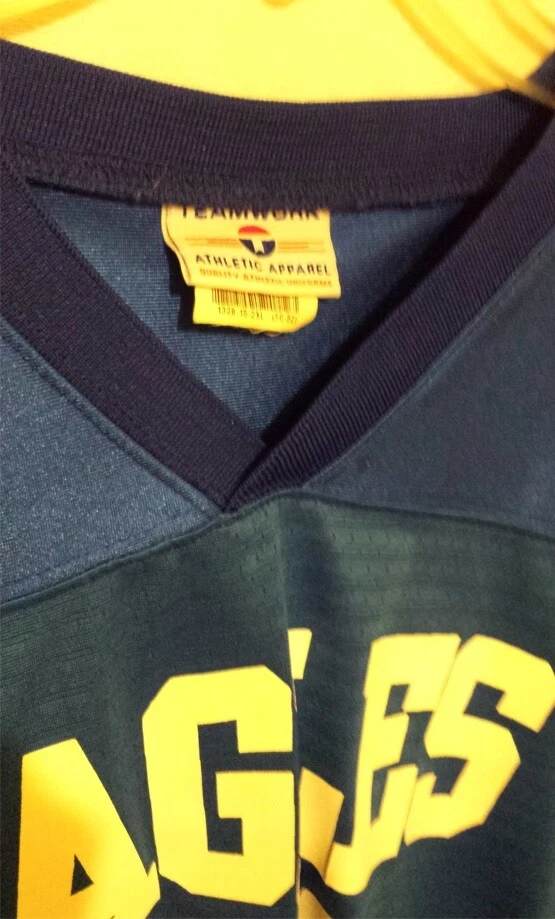 TEAMWORK
ATHLETIC APPAREL
QUALITY ATHLETIC UNIFORMS
AGLES